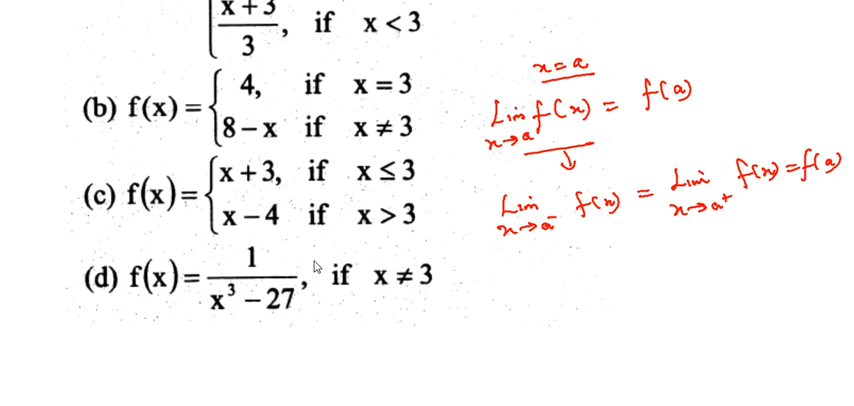 x+3
3 , if x < 3
(b) f(x) = { 4, if x = 3
8 – x if x ≠ 3
(c) f(x) = { x + 3, if x ≤ 3
x – 4 if x > 3
(d) f(x) = 1 / x³ – 27 , if x ≠ 3
x = a
Lim x→a f(x) = f(a)
↓
Lim x→a⁻ f(x) = Lim x→a⁺ f(x) = f(a)